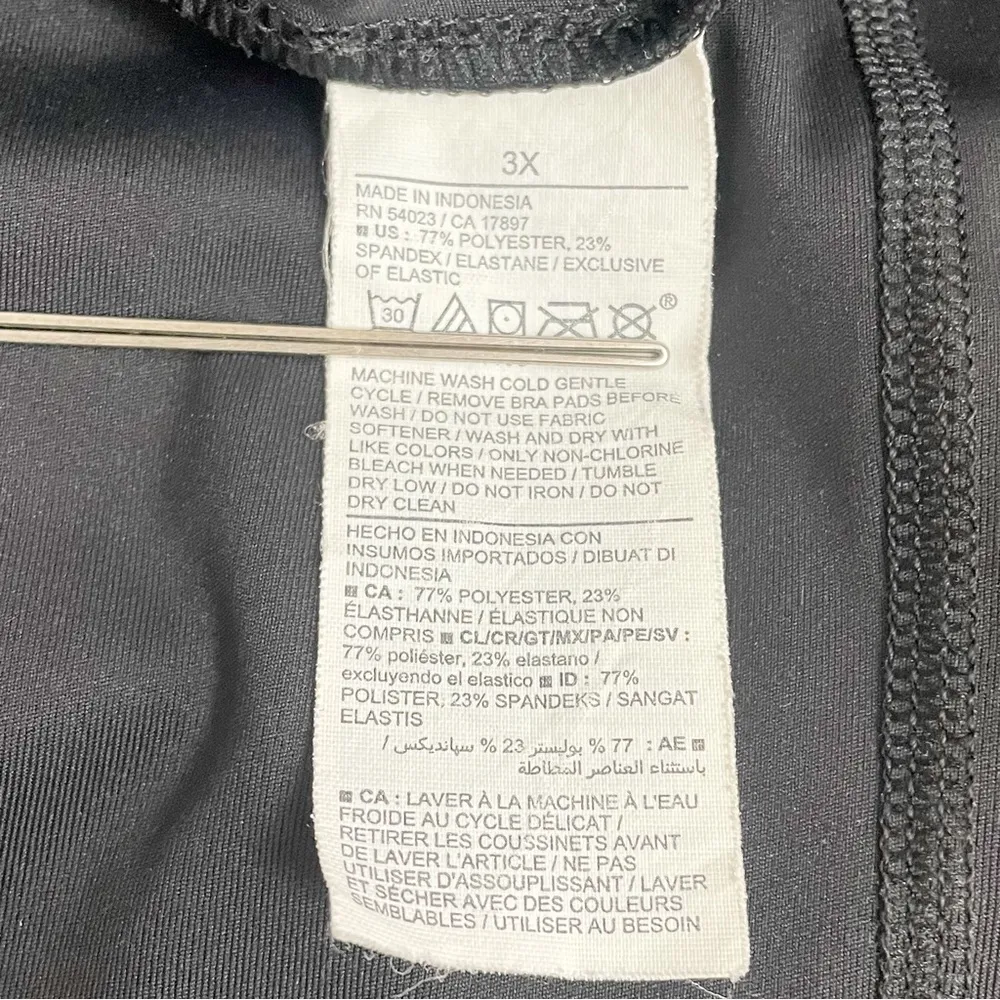 3X
MADE IN INDONESIA
RN 54023 / CA 17897
US : 77% POLYESTER, 23%
SPANDEX / ELASTANE / EXCLUSIVE
OF ELASTIC
30 ®
MACHINE WASH COLD GENTLE
CYCLE / REMOVE BRA PADS BEFORE
WASH / DO NOT USE FABRIC
SOFTENER / WASH AND DRY WITH
LIKE COLORS / ONLY NON-CHLORINE
BLEACH WHEN NEEDED / TUMBLE
DRY LOW / DO NOT IRON / DO NOT
DRY CLEAN
HECHO EN INDONESIA CON
INSUMOS IMPORTADOS / DIBUAT DI
INDONESIA
CA : 77% POLYESTER, 23%
ÉLASTHANNE / ÉLASTIQUE NON
COMPRIS CL/CR/GT/MX/PA/PE/SV :
77% poliéster, 23% elastano /
excluyendo el elastico ID : 77%
POLISTER, 23% SPANDEKS / SANGAT
ELASTIS
AE : 77 % بوليستر 23 % سپانديكس /
باستثناء العناصر المطاطة
CA : LAVER À LA MACHINE À L'EAU
FROIDE AU CYCLE DÉLICAT /
RETIRER LES COUSSINETS AVANT
DE LAVER L'ARTICLE / NE PAS
UTILISER D'ASSOUPLISSANT / LAVER
ET SÉCHER AVEC DES COULEURS
SEMBLABLES / UTILISER AU BESOIN